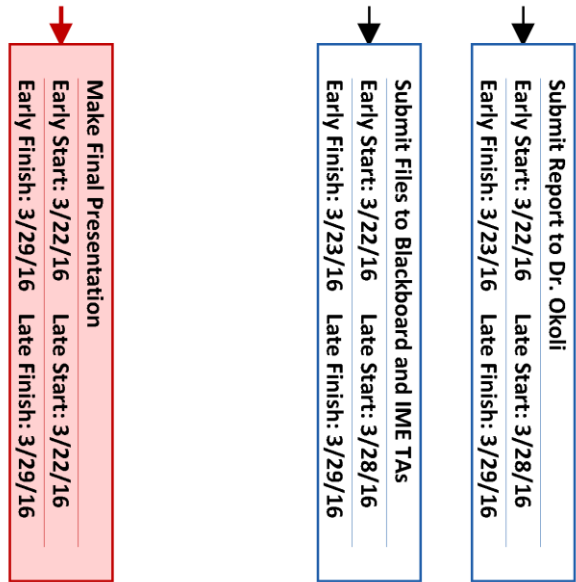 Submit Report to Dr. Okoli
Early Start: 3/22/16 Late Start: 3/28/16
Early Finish: 3/23/16 Late Finish: 3/29/16
Submit Files to Blackboard and IME TAs
Early Start: 3/22/16 Late Start: 3/28/16
Early Finish: 3/23/16 Late Finish: 3/29/16
Make Final Presentation
Early Start: 3/22/16 Late Start: 3/22/16
Early Finish: 3/29/16 Late Finish: 3/29/16